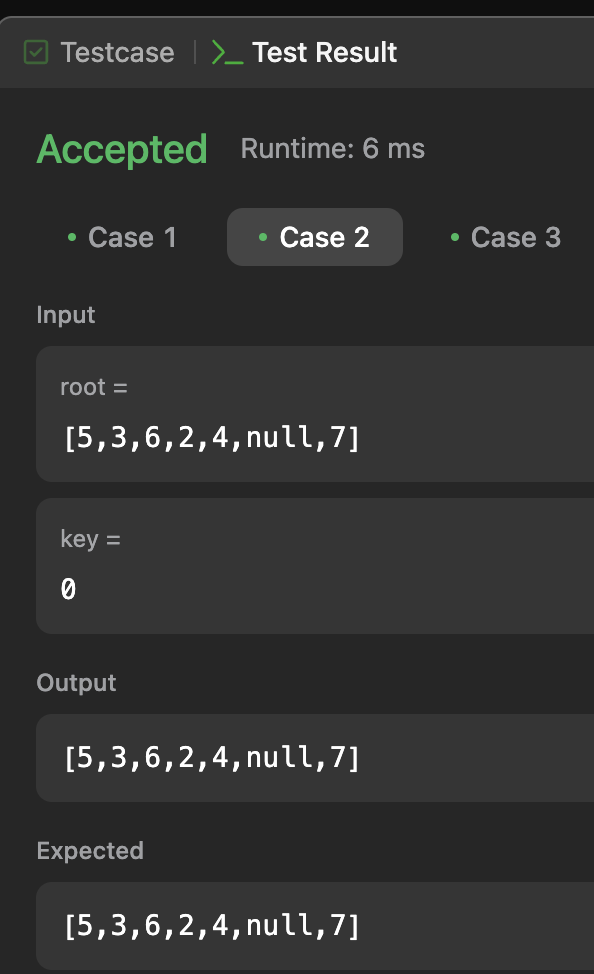 Testcase | >_ Test Result
Accepted Runtime: 6 ms
• Case 1 • Case 2 • Case 3
Input
root =
[5,3,6,2,4,null,7]
key =
0
Output
[5,3,6,2,4,null,7]
Expected
[5,3,6,2,4,null,7]